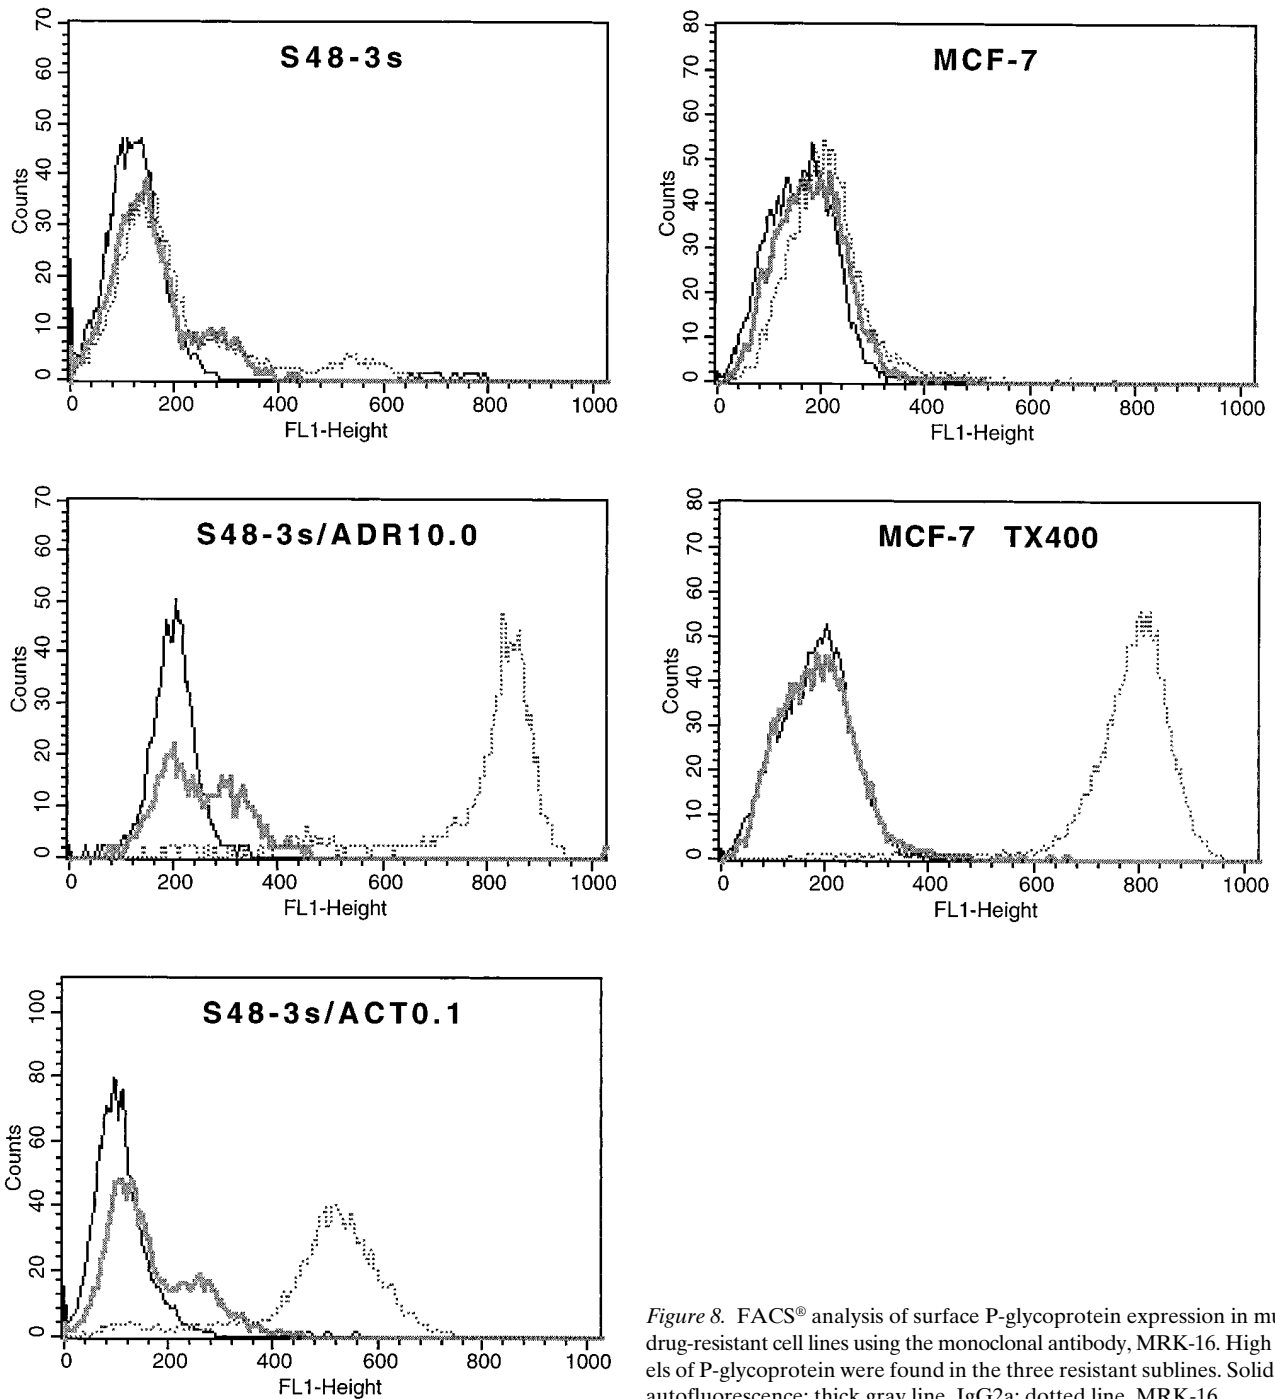 S48-3s
70
60
50
40
30
20
10
0
Counts
0 200 400 600 800 1000
FL1-Height
MCF-7
80
70
60
50
40
30
20
10
0
Counts
0 200 400 600 800 1000
FL1-Height
S48-3s/ADR10.0
70
60
50
40
30
20
10
0
Counts
0 200 400 600 800 1000
FL1-Height
MCF-7 TX400
80
70
60
50
40
30
20
10
0
Counts
0 200 400 600 800 1000
FL1-Height
S48-3s/ACT0.1
100
80
60
40
20
0
Counts
0 200 400 600 800 1000
FL1-Height
Figure 8. FACS® analysis of surface P-glycoprotein expression in
drug-resistant cell lines using the monoclonal antibody, MRK-16. High
els of P-glycoprotein were found in the three resistant sublines. Solid
autofluorescence; thick gray line, IgG2a; dotted line, MRK-16.